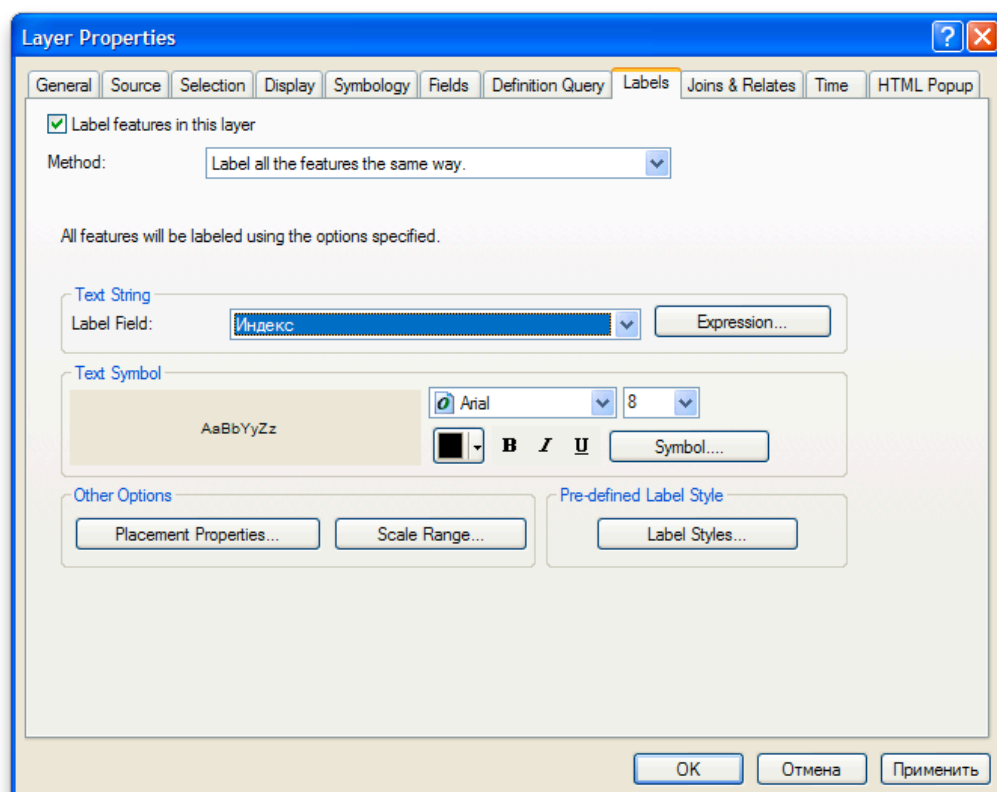 Layer Properties
General Source Selection Display Symbology Fields Definition Query Labels Joins & Relates Time HTML Popup
Label features in this layer
Method: Label all the features the same way.
All features will be labeled using the options specified.
Text String
Label Field: Индекс Expression...
Text Symbol
AaBbYyZz
Arial 8
B I U Symbol....
Other Options
Placement Properties... Scale Range...
Pre-defined Label Style
Label Styles...
OK Отмена Применить